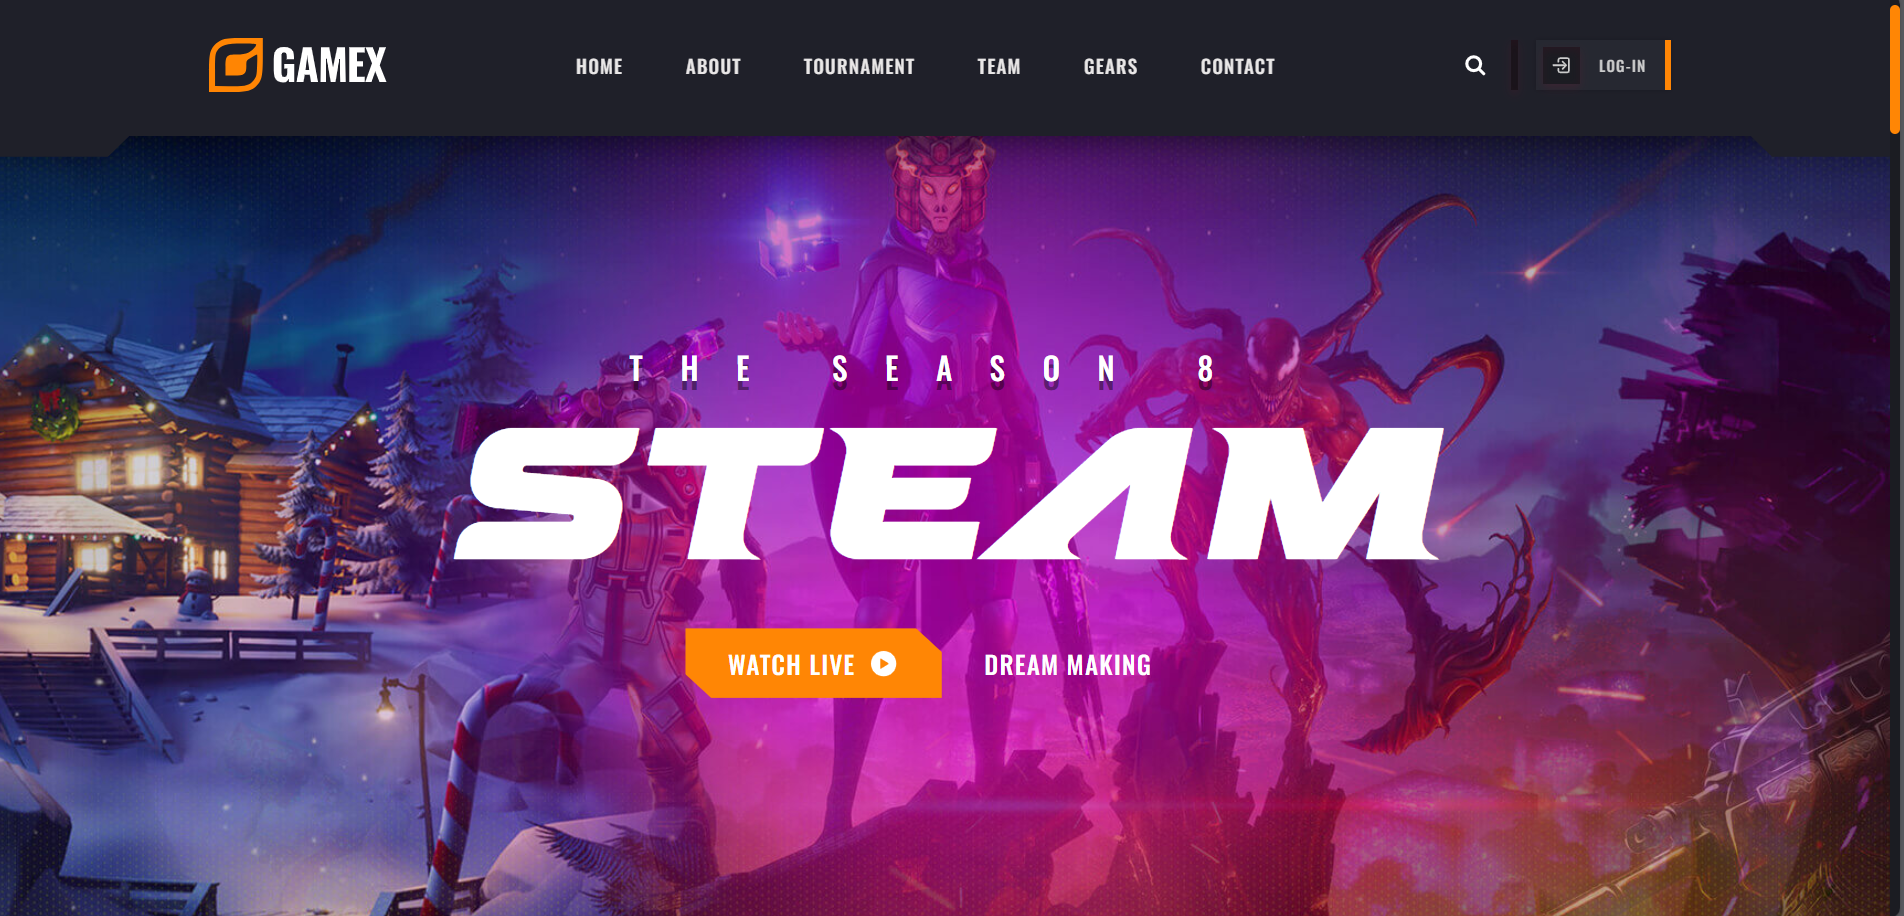 GAMEX
HOME ABOUT TOURNAMENT TEAM GEARS CONTACT
LOG-IN
THE SEASON 8
STEAM
WATCH LIVE
DREAM MAKING